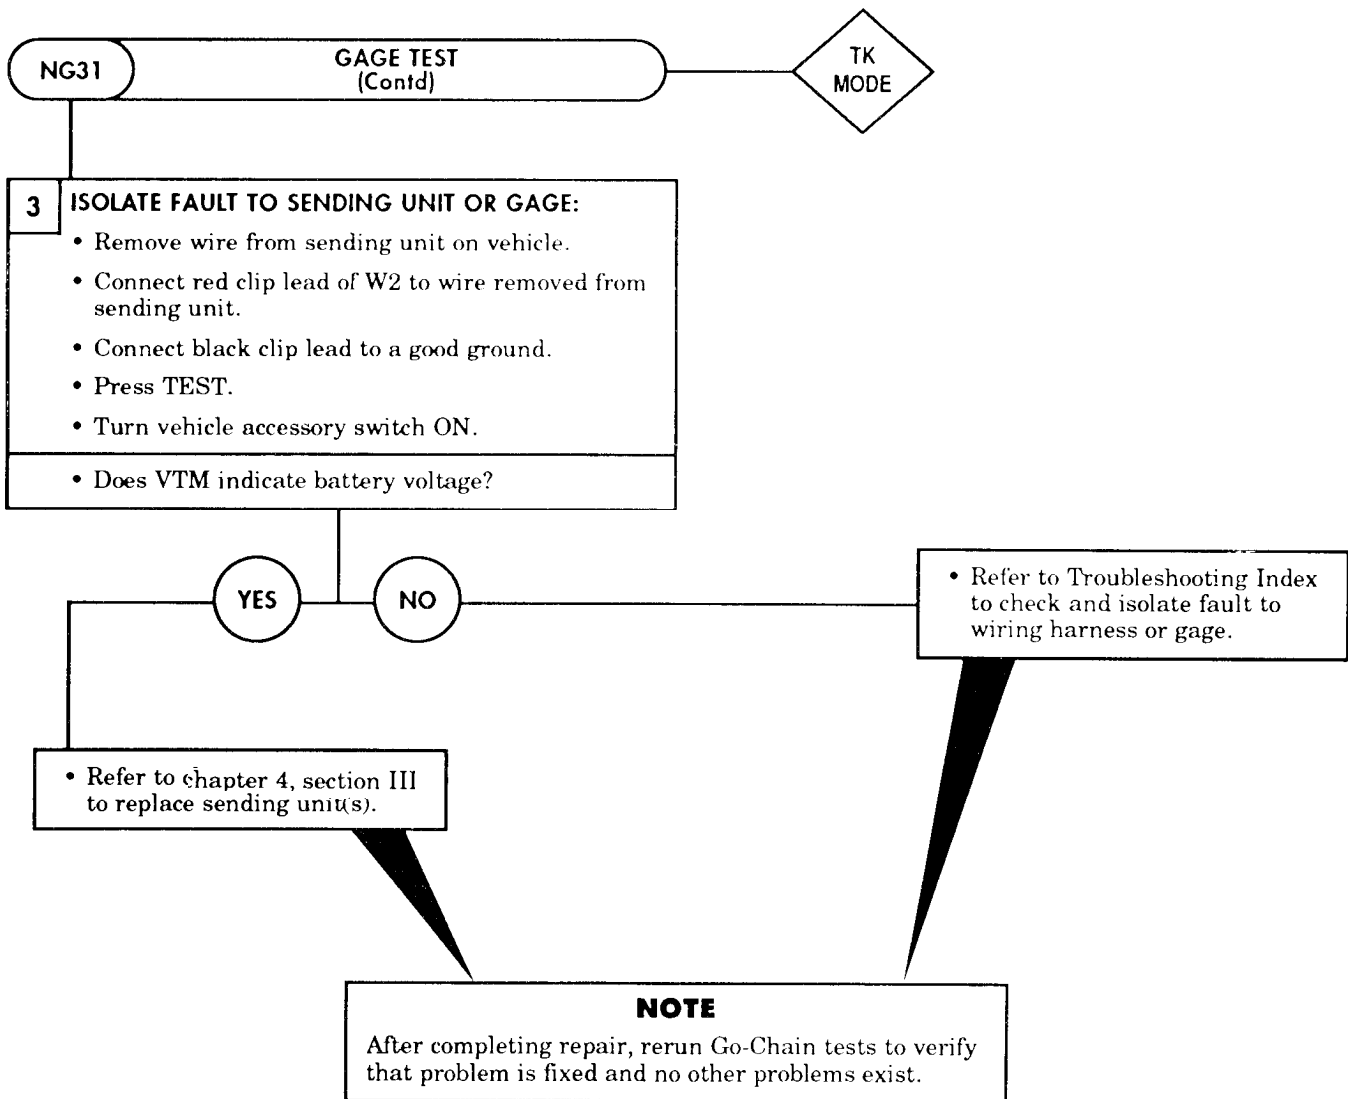 NG31
GAGE TEST
(Contd)
TK
MODE
3
ISOLATE FAULT TO SENDING UNIT OR GAGE:
• Remove wire from sending unit on vehicle.
• Connect red clip lead of W2 to wire removed from
sending unit.
• Connect black clip lead to a good ground.
• Press TEST.
• Turn vehicle accessory switch ON.
• Does VTM indicate battery voltage?
YES
NO
• Refer to Troubleshooting Index
to check and isolate fault to
wiring harness or gage.
• Refer to chapter 4, section III
to replace sending unit(s).
NOTE
After completing repair, rerun Go-Chain tests to verify
that problem is fixed and no other problems exist.